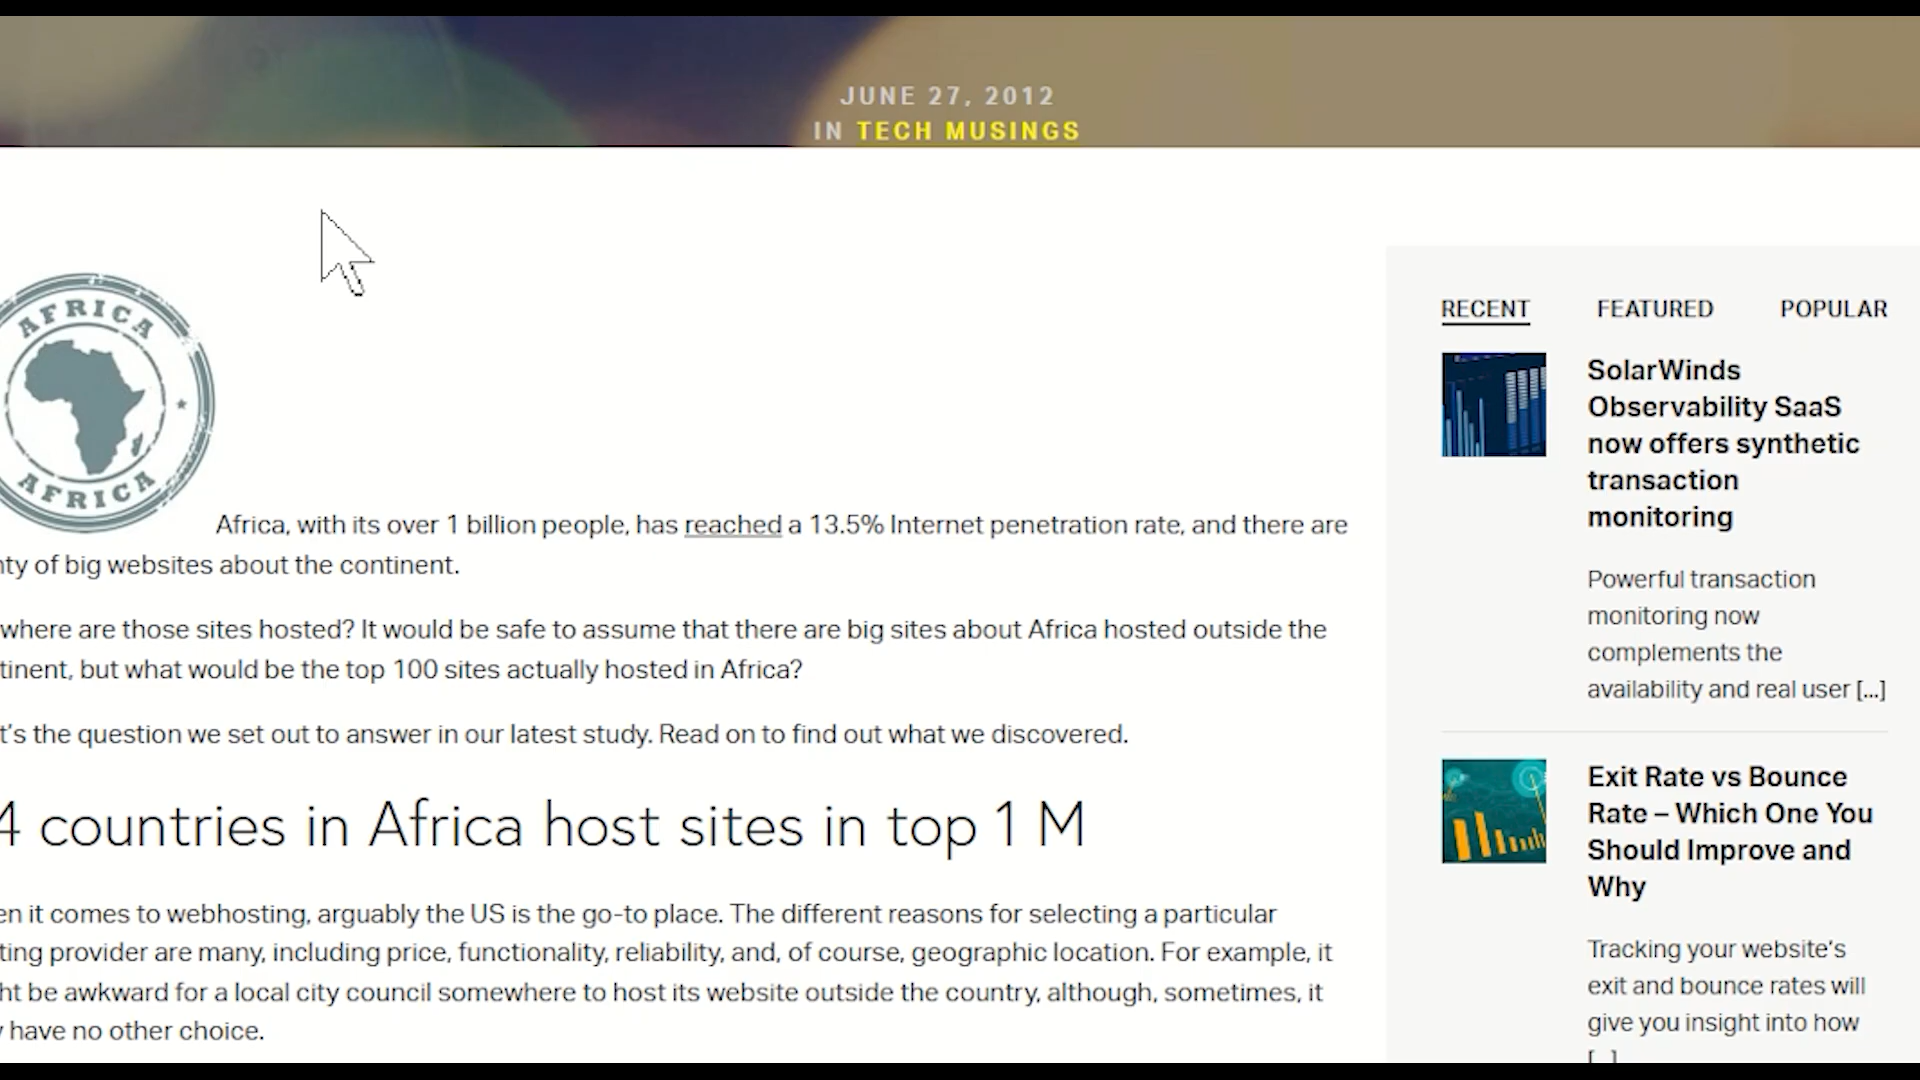 JUNE 27, 2012
IN TECH MUSINGS
AFRICA
AFRICA
Africa, with its over 1 billion people, has reached a 13.5% Internet penetration rate, and there are
of big websites about the continent.
where are those sites hosted? It would be safe to assume that there are big sites about Africa hosted outside the
but what would be the top 100 sites actually hosted in Africa?
the question we set out to answer in our latest study. Read on to find out what we discovered.
4 countries in Africa host sites in top 1 M
it comes to webhosting, arguably the US is the go-to place. The different reasons for selecting a particular
provider are many, including price, functionality, reliability, and, of course, geographic location. For example, it
be awkward for a local city council somewhere to host its website outside the country, although, sometimes, it
have no other choice.
RECENT FEATURED POPULAR
SolarWinds
Observability SaaS
now offers synthetic
transaction
monitoring
Powerful transaction
monitoring now
complements the
availability and real user [...]
Exit Rate vs Bounce
Rate – Which One You
Should Improve and
Why
Tracking your website's
exit and bounce rates will
give you insight into how